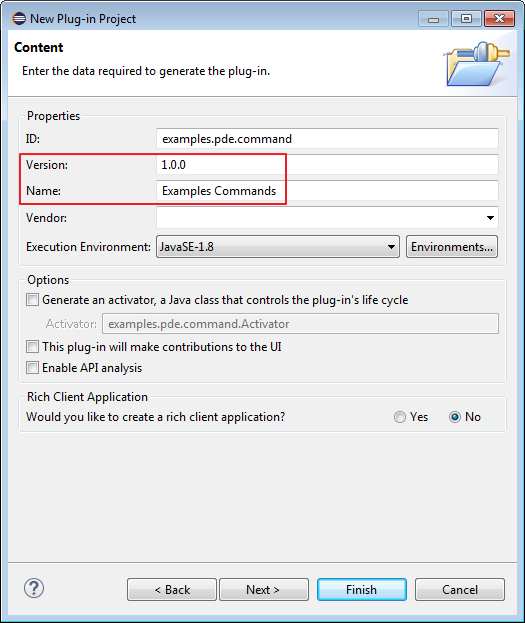 New Plug-in Project
Content
Enter the data required to generate the plug-in.
Properties
ID: examples.pde.command
Version: 1.0.0
Name: Examples Commands
Vendor:
Execution Environment: JavaSE-1.8 Environments...
Options
Generate an activator, a Java class that controls the plug-in's life cycle
Activator: examples.pde.command.Activator
This plug-in will make contributions to the UI
Enable API analysis
Rich Client Application
Would you like to create a rich client application? Yes No
? < Back Next > Finish Cancel